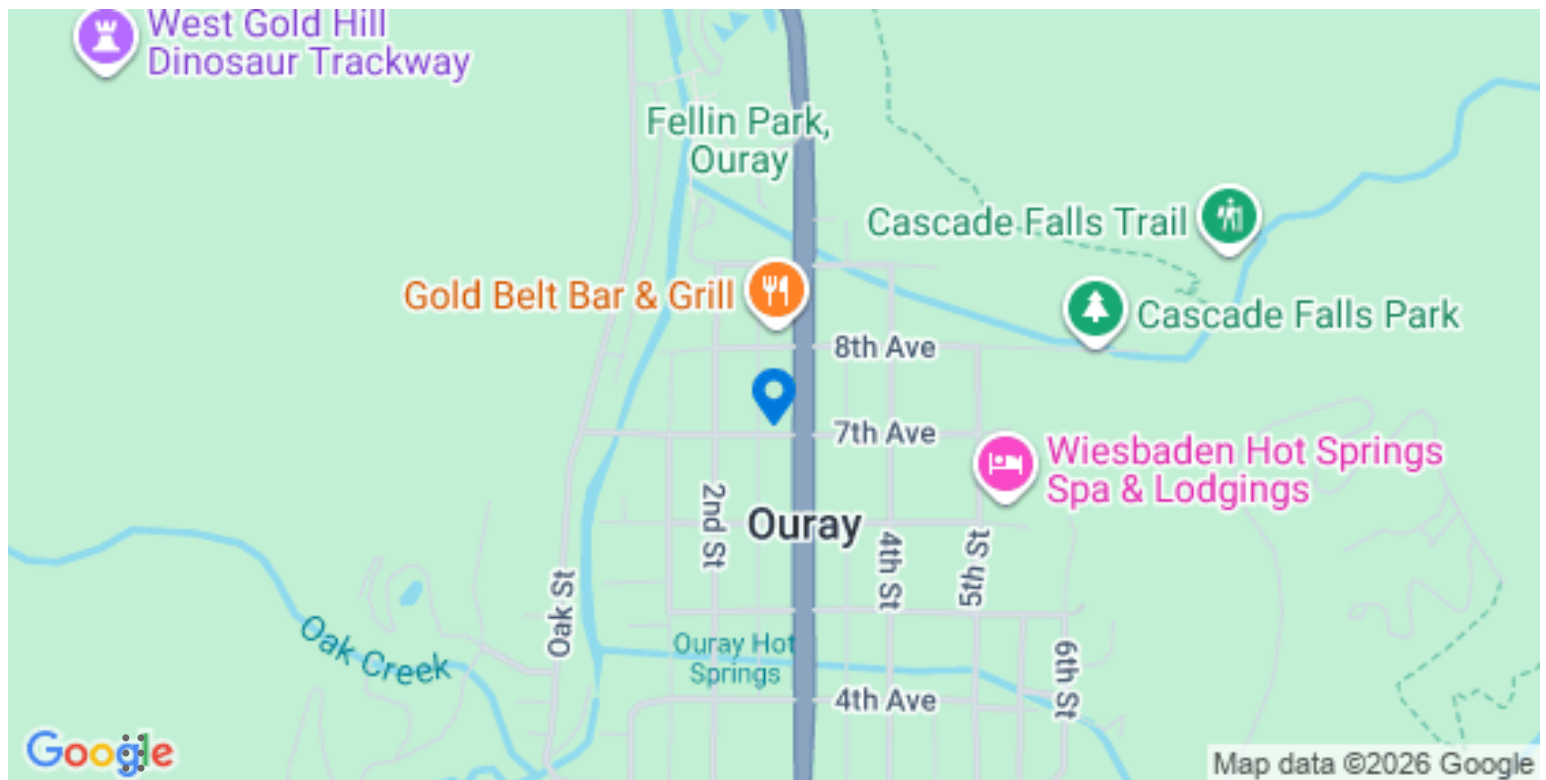 West Gold Hill
Dinosaur Trackway
Fellin Park,
Ouray
Cascade Falls Trail
Gold Belt Bar & Grill
Cascade Falls Park
8th Ave
7th Ave
Wiesbaden Hot Springs
Spa & Lodgings
2nd St
Ouray
4th St
5th St
Oak St
Oak Creek
Ouray Hot
Springs
6th St
4th Ave
Google
Map data ©2026 Google